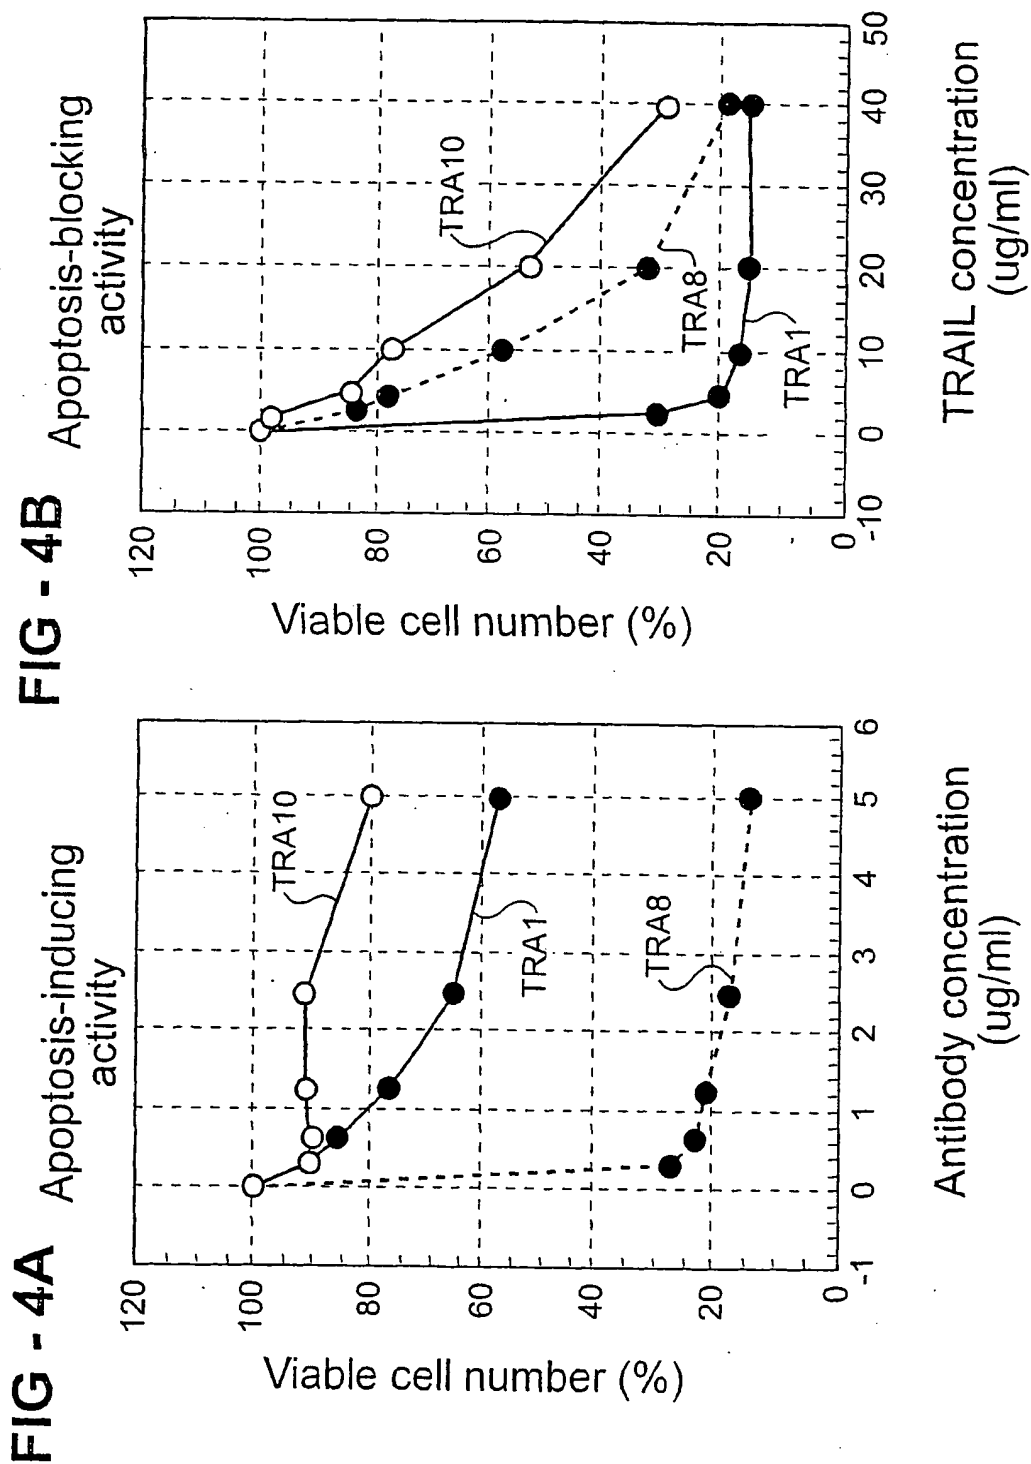 FIG - 4A
Apoptosis-inducing
activity
Viable cell number (%)
120
100
80
60
40
20
0
-1
0
1
2
3
4
5
6
TRA10
TRA1
TRA8
Antibody concentration
(ug/ml)
FIG - 4B
Apoptosis-blocking
activity
Viable cell number (%)
120
100
80
60
40
20
0
-10
0
10
20
30
40
50
TRA10
TRA8
TRA1
TRAIL concentration
(ug/ml)